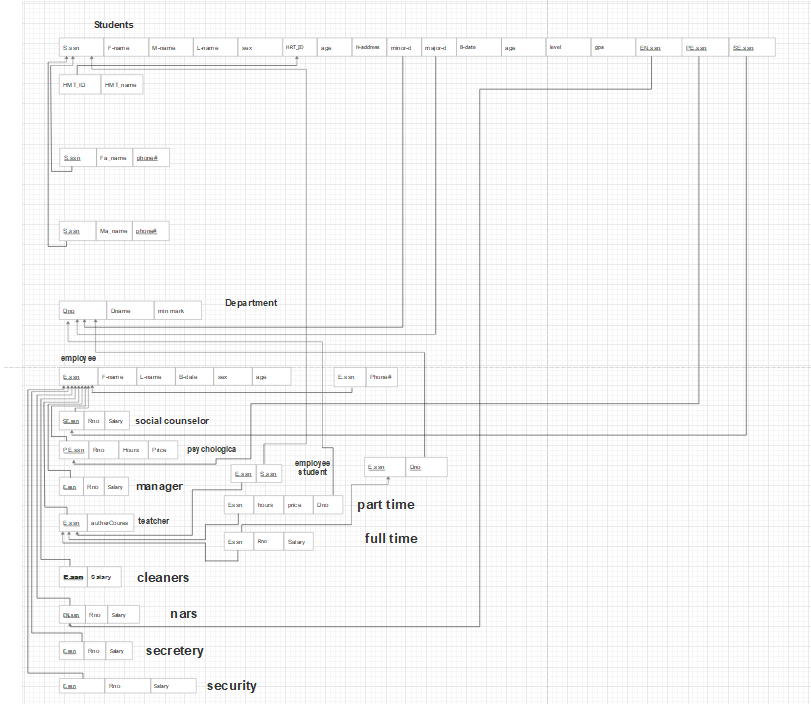 Students
S.ssn F-name M-name L-name sex HRT_ID age H-address minor-d major-d B-date age level gpa EN.ssn PE.ssn SE.ssn
HMT_ID HMT_name
S.ssn Fa_name phone#
S.ssn Ma_name phone#
Department
Dno Dname min mark
employee
E.ssn F-name L-name B-date sex age E.ssn Phone#
SE.ssn Rno Salary social counselor
P.E.ssn Rno Hours Price psychologica
employee student
E.ssn S.ssn
E.ssn Dno
E.ssn Rno Salary manager
E.ssn hours price Dno part time
E.ssn teatcher
E.ssn Rno Salary full time
E.ssn Salary cleaners
EN.ssn Rno Salary nars
E.ssn Rno Salary secretery
E.ssn Rno Salary security